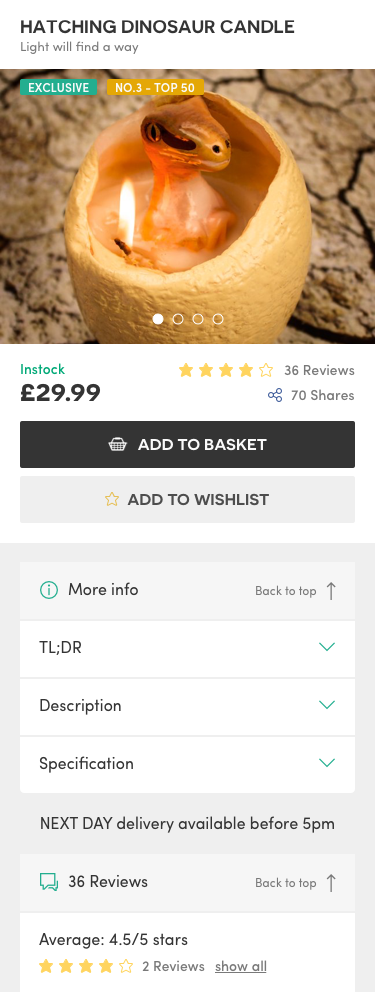 HATCHING DINOSAUR CANDLE
Light will find a way
EXCLUSIVE NO.3 - TOP 50
Instock 36 Reviews
£29.99 70 Shares
ADD TO BASKET
ADD TO WISHLIST
More info Back to top
TL;DR
Description
Specification
NEXT DAY delivery available before 5pm
36 Reviews Back to top
Average: 4.5/5 stars
2 Reviews show all